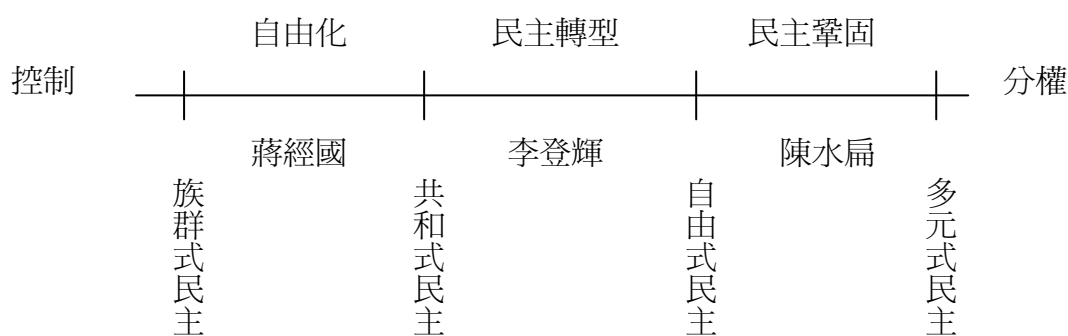 自由化 民主轉型 民主鞏固
控制 分權
蔣經國 李登輝 陳水扁
族群式民主
共和式民主
自由式民主
多元式民主